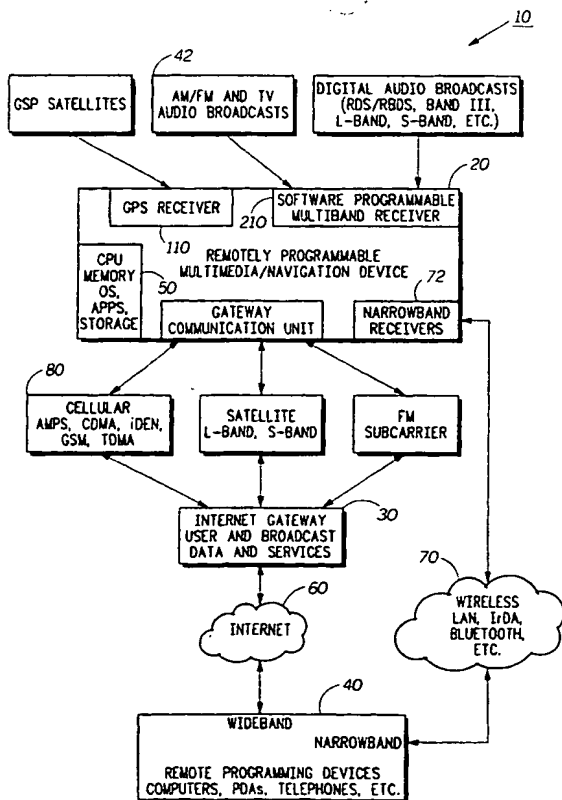 10
42
GSP SATELLITES
AM/FM AND TV
AUDIO BROADCASTS
DIGITAL AUDIO BROADCASTS
(RDS/RBDS, BAND III,
L-BAND, S-BAND, ETC.)
20
GPS RECEIVER
110
210
SOFTWARE PROGRAMMABLE
MULTIBAND RECEIVER
CPU
MEMORY
OS,
APPS,
STORAGE
50
REMOTELY PROGRAMMABLE
MULTIMEDIA/NAVIGATION DEVICE
72
GATEWAY
COMMUNICATION UNIT
NARROWBAND
RECEIVERS
80
CELLULAR
AMPS, CDMA, iDEN,
GSM, TDMA
SATELLITE
L-BAND, S-BAND
FM
SUBCARRIER
30
INTERNET GATEWAY
USER AND BROADCAST
DATA AND SERVICES
60
INTERNET
70
WIRELESS
LAN, IrDA,
BLUETOOTH,
ETC.
40
WIDEBAND
NARROWBAND
REMOTE PROGRAMMING DEVICES
COMPUTERS, PDAs, TELEPHONES, ETC.